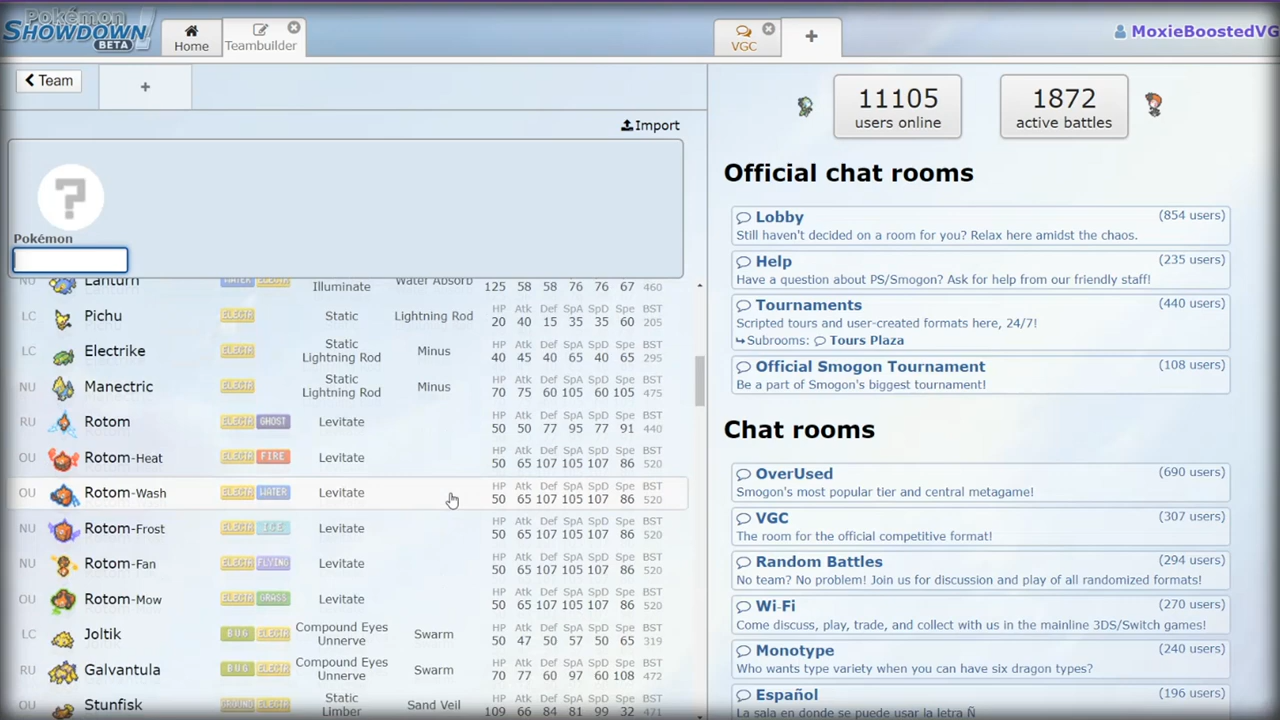 Pokémon
SHOWDOWN!
BETA
Home
Teambuilder
VGC
+
MoxieBoostedVG
Team
+
Import
Pokémon
Lanturn WATER ELECTR Illuminate Water Absorb 125 58 58 76 76 67 460
LC Pichu ELECTR Static Lightning Rod HP 20 Atk 40 Def 15 SpA 35 SpD 35 Spe 60 BST 205
LC Electrike ELECTR Static Lightning Rod Minus HP 40 Atk 45 Def 40 SpA 65 SpD 40 Spe 65 BST 295
NU Manectric ELECTR Static Lightning Rod Minus HP 70 Atk 75 Def 60 SpA 105 SpD 60 Spe 105 BST 475
RU Rotom ELECTR GHOST Levitate HP 50 Atk 50 Def 77 SpA 95 SpD 77 Spe 91 BST 440
OU Rotom-Heat ELECTR FIRE Levitate HP 50 Atk 65 Def 107 SpA 105 SpD 107 Spe 86 BST 520
OU Rotom-Wash ELECTR WATER Levitate HP 50 Atk 65 Def 107 SpA 105 SpD 107 Spe 86 BST 520
NU Rotom-Frost ELECTR ICE Levitate HP 50 Atk 65 Def 107 SpA 105 SpD 107 Spe 86 BST 520
NU Rotom-Fan ELECTR FLYING Levitate HP 50 Atk 65 Def 107 SpA 105 SpD 107 Spe 86 BST 520
OU Rotom-Mow ELECTR GRASS Levitate HP 50 Atk 65 Def 107 SpA 105 SpD 107 Spe 86 BST 520
LC Joltik BUG ELECTR Compound Eyes Unnerve Swarm HP 50 Atk 47 Def 50 SpA 57 SpD 50 Spe 65 BST 319
RU Galvantula BUG ELECTR Compound Eyes Unnerve Swarm HP 70 Atk 77 Def 60 SpA 97 SpD 60 Spe 108 BST 472
NU Stunfisk GROUND ELECTR Static Limber Sand Veil HP 109 Atk 66 Def 84 SpA 81 SpD 99 Spe 32 BST 471
11105
users online
1872
active battles
Official chat rooms
Lobby (854 users)
Still haven't decided on a room for you? Relax here amidst the chaos.
Help (235 users)
Have a question about PS/Smogon? Ask for help from our friendly staff!
Tournaments (440 users)
Scripted tours and user-created formats here, 24/7!
Subrooms: Tours Plaza
Official Smogon Tournament (108 users)
Be a part of Smogon's biggest tournament!
Chat rooms
OverUsed (690 users)
Smogon's most popular tier and central metagame!
VGC (307 users)
The room for the official competitive format!
Random Battles (294 users)
No team? No problem! Join us for discussion and play of all randomized formats!
Wi-Fi (270 users)
Come discuss, play, trade, and collect with us in the mainline 3DS/Switch games!
Monotype (240 users)
Who wants type variety when you can have six dragon types?
Español (196 users)
La sala en donde se puede usar la letra Ñ